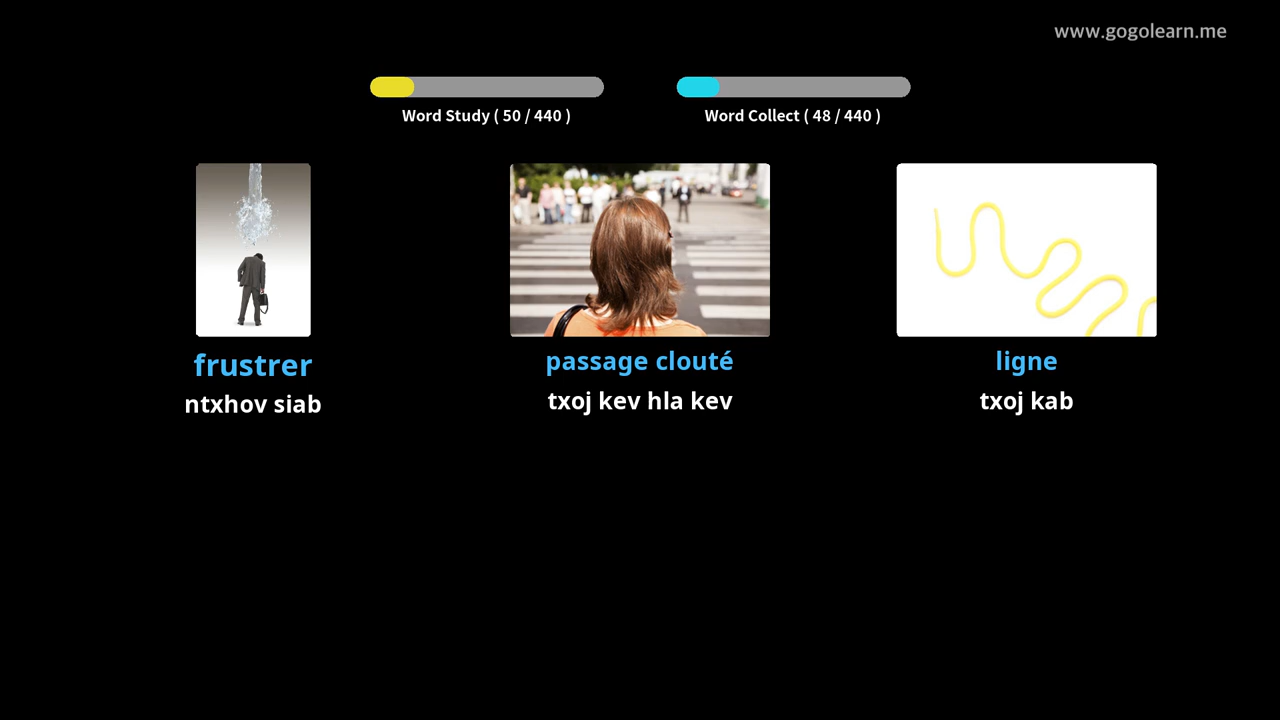 www.gogolearn.me
Word Study ( 50 / 440 )
Word Collect ( 48 / 440 )
frustrer
ntxhov siab
passage clouté
txoj kev hla kev
ligne
txoj kab